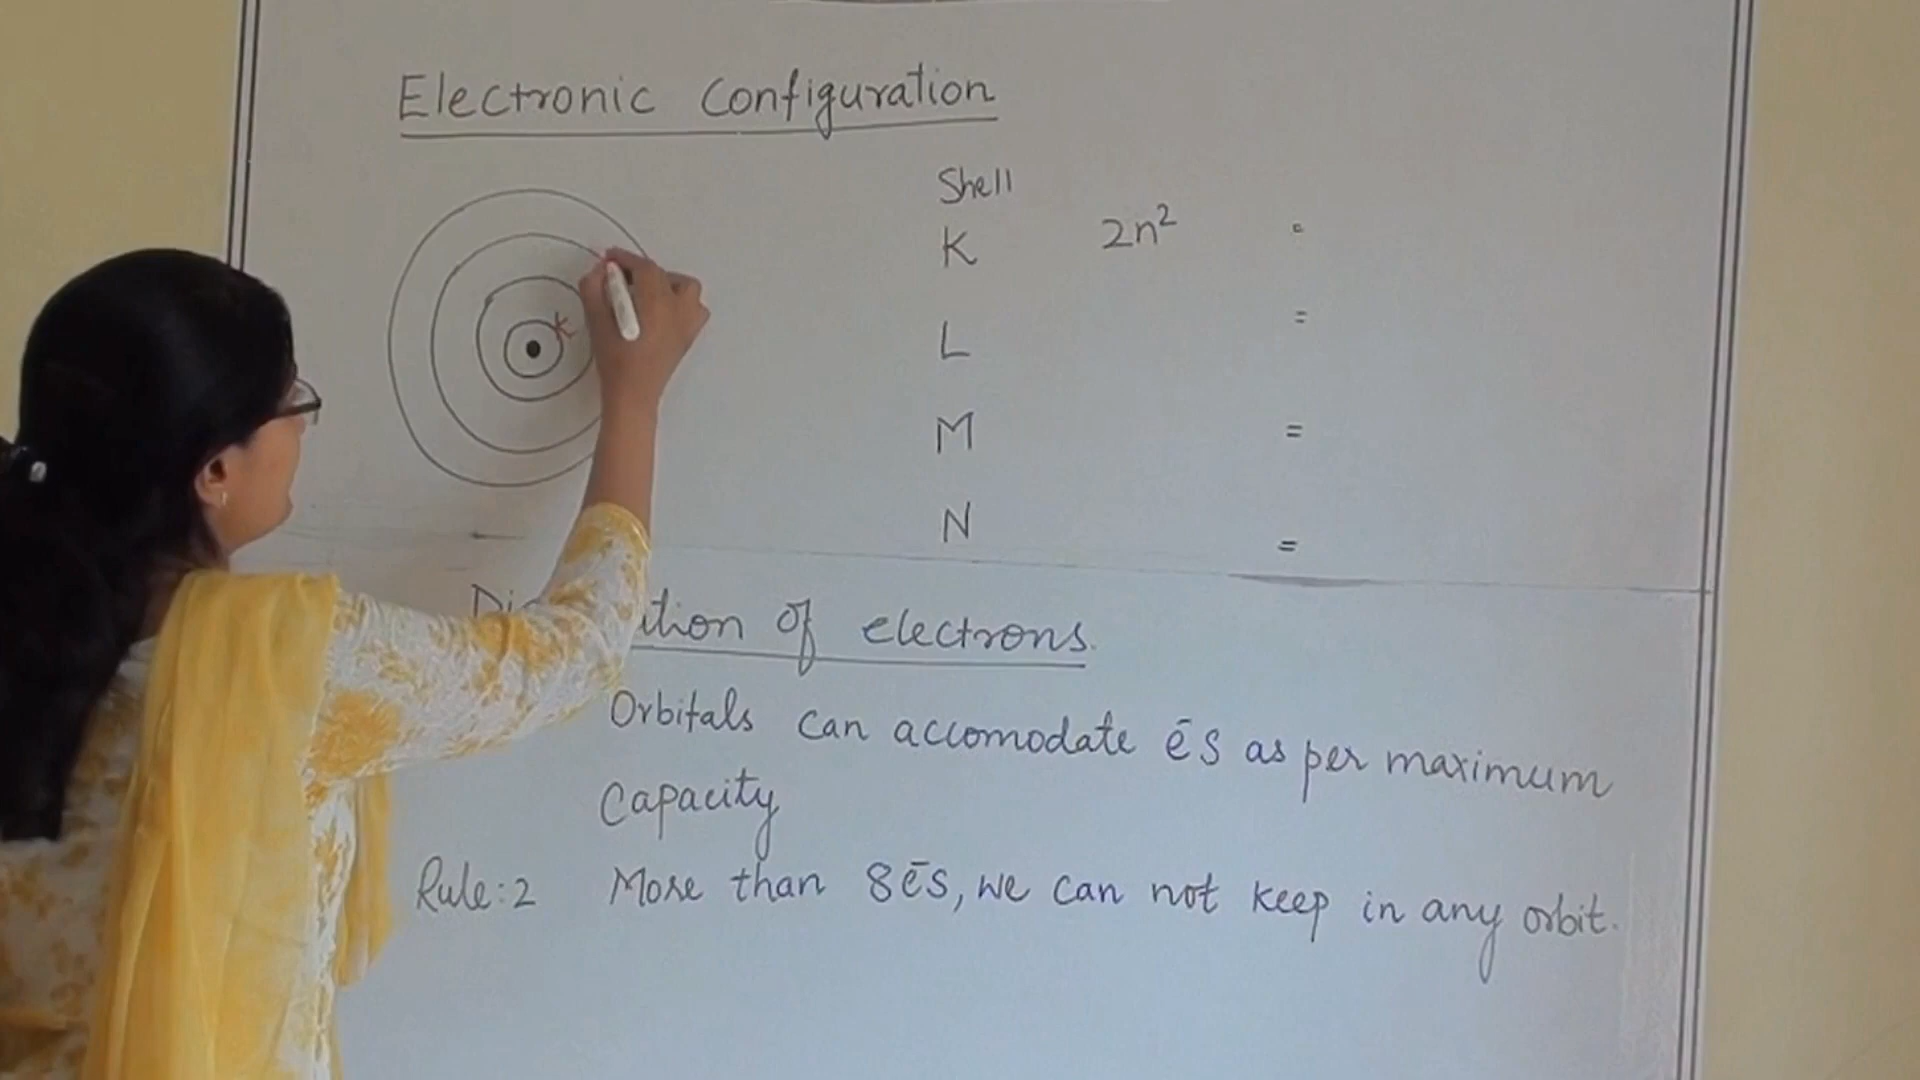 Electronic Configuration
Shell
K 2n²
K
L =
M =
N =
of electrons.
Orbitals can accomodate ēs as per maximum
capacity
Rule:2 More than 8ēs, we can not keep in any orbit.